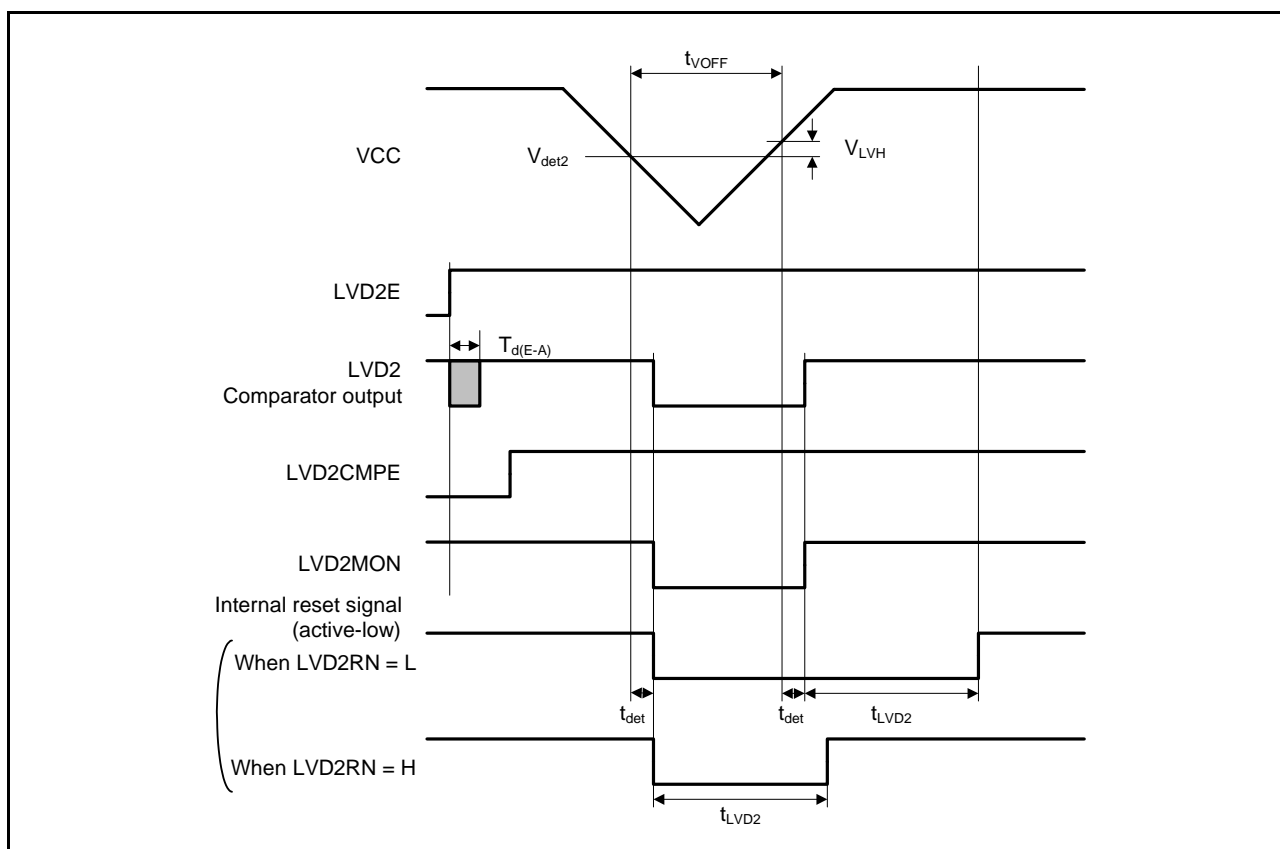 tVOFF
VCC
Vdet2
VLVH
LVD2E
Td(E-A)
LVD2
Comparator output
LVD2CMPE
LVD2MON
Internal reset signal
(active-low)
When LVD2RN = L
tdet
tdet
tLVD2
When LVD2RN = H
tLVD2